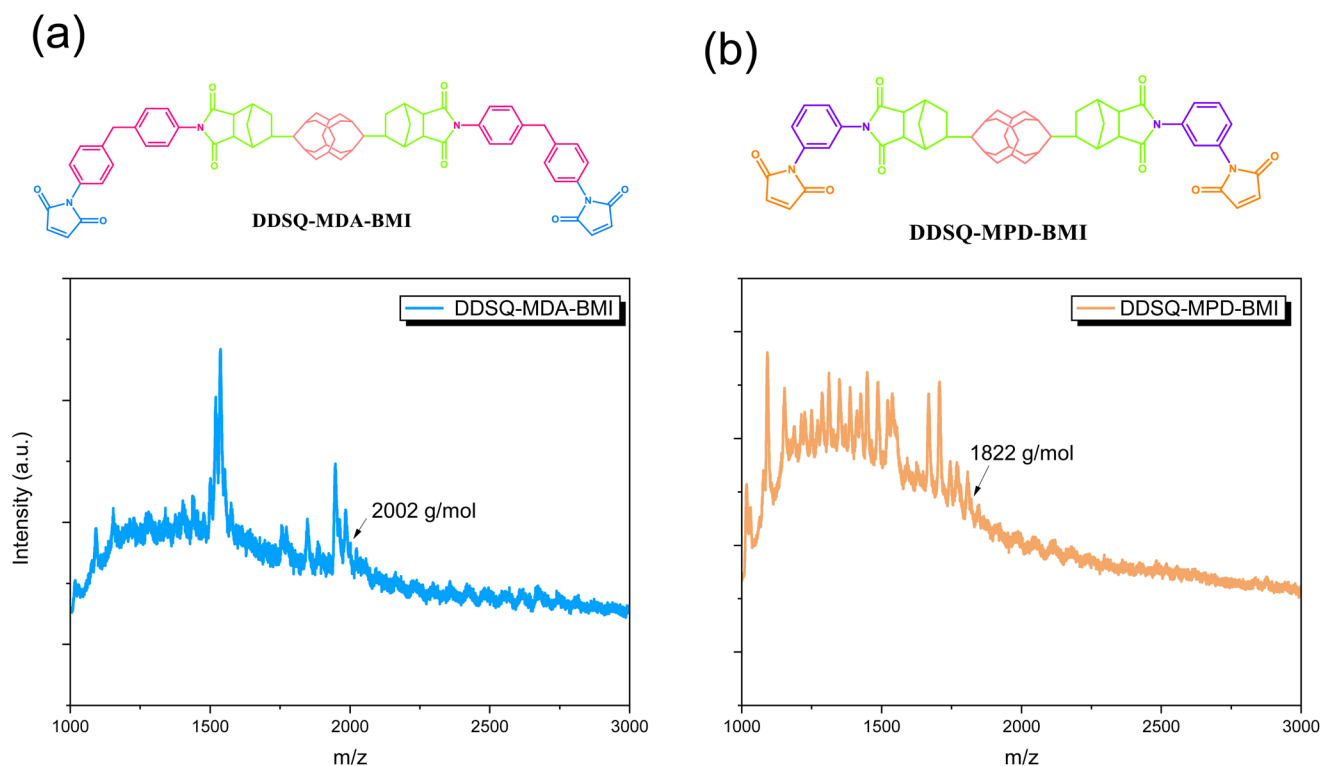 (a)
O
O
N
N
O
O
O
N
O
O
N
O
DDSQ-MDA-BMI
DDSQ-MDA-BMI
2002 g/mol
Intensity (a.u.)
1000
1500
2000
2500
3000
m/z
(b)
O
O
N
N
O
O
O
N
O
O
N
O
DDSQ-MPD-BMI
DDSQ-MPD-BMI
1822 g/mol
1000
1500
2000
2500
3000
m/z